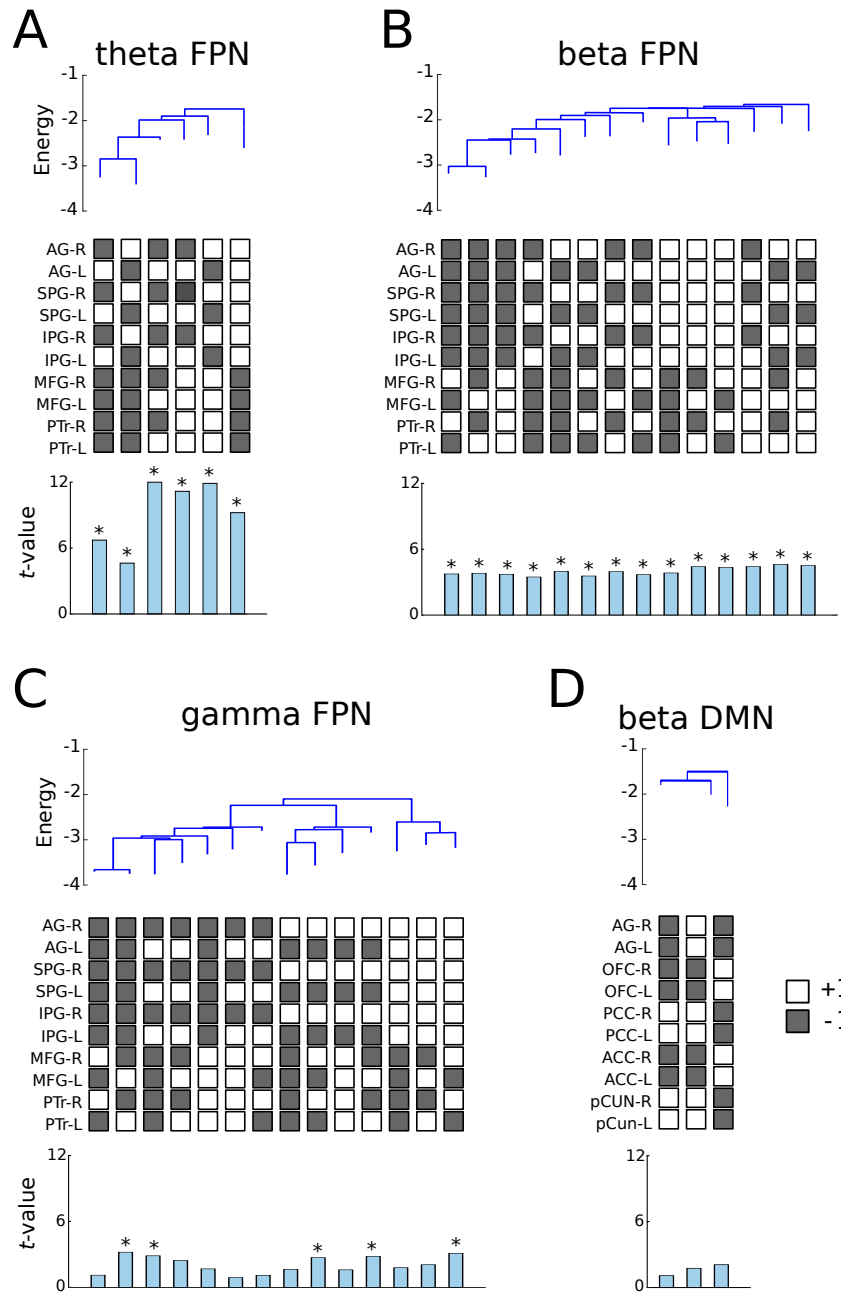 A
theta FPN
-1
-2
-3
-4
Energy
AG-R
AG-L
SPG-R
SPG-L
IPG-R
IPG-L
MFG-R
MFG-L
PTr-R
PTr-L
12
6
0
t-value
* * * * * *
B
beta FPN
-1
-2
-3
-4
AG-R
AG-L
SPG-R
SPG-L
IPG-R
IPG-L
MFG-R
MFG-L
PTr-R
PTr-L
12
6
0
* * * * * * * * * * * * * *
C
gamma FPN
-1
-2
-3
-4
Energy
AG-R
AG-L
SPG-R
SPG-L
IPG-R
IPG-L
MFG-R
MFG-L
PTr-R
PTr-L
12
6
0
t-value
* * * * *
D
beta DMN
-1
-2
-3
-4
AG-R
AG-L
OFC-R
OFC-L
PCC-R
PCC-L
ACC-R
ACC-L
pCUN-R
pCun-L
12
6
0
+1
-1